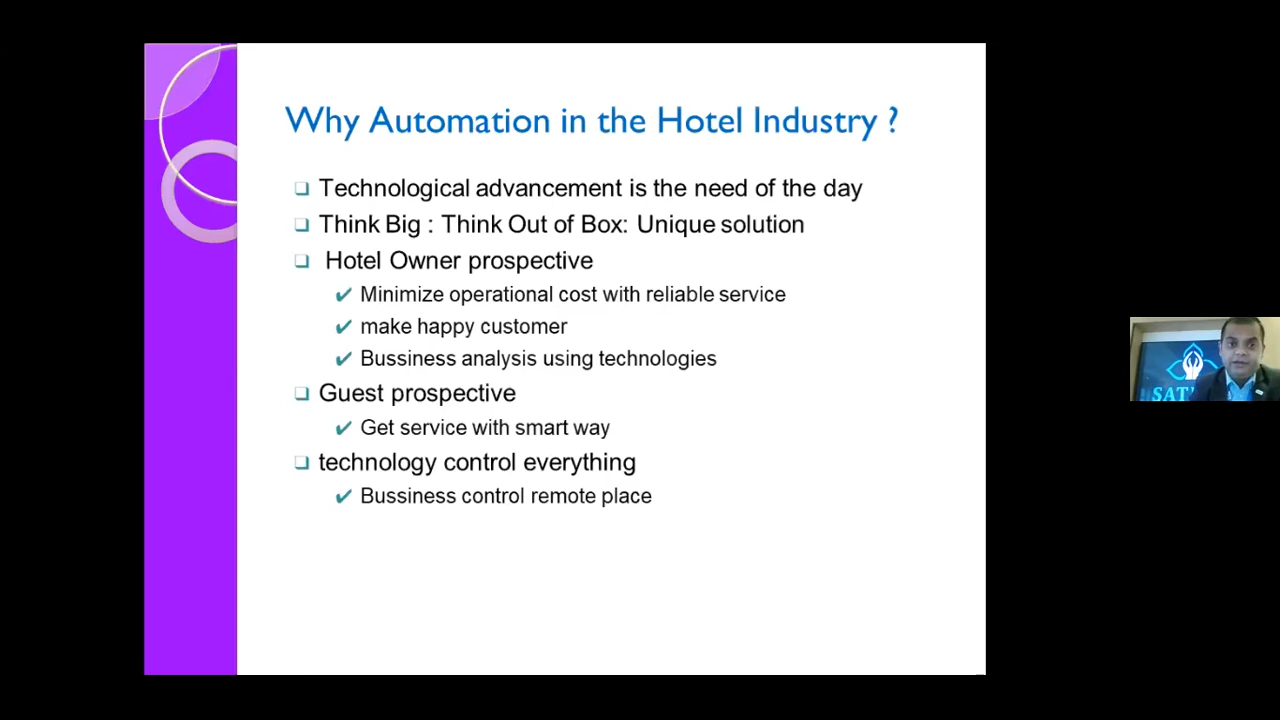 Why Automation in the Hotel Industry ?
Technological advancement is the need of the day
Think Big : Think Out of Box: Unique solution
Hotel Owner prospective
Minimize operational cost with reliable service
make happy customer
Bussiness analysis using technologies
Guest prospective
Get service with smart way
technology control everything
Bussiness control remote place